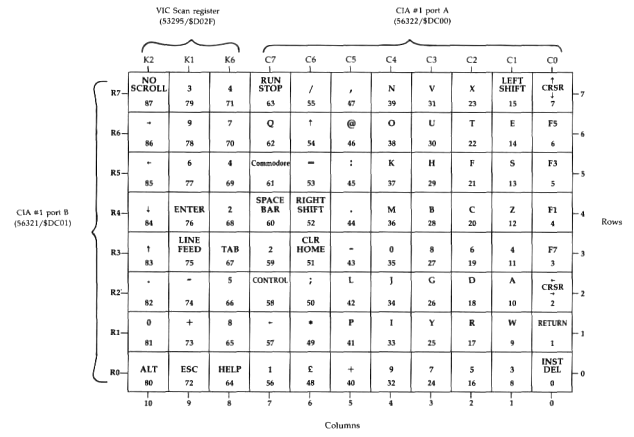 VIC Scan register
(53295/$D02F)
CIA #1 port A
(56322/$DC00)
K2 K1 K6 C7 C6 C5 C4 C3 C2 C1 C0
NO SCROLL 3 4 RUN STOP / , N V X LEFT SHIFT ↑ CRSR ↓
R7 87 79 71 63 55 47 39 31 23 15 7 7
→ 9 7 Q ↑ @ O U T E F5
R6 86 78 70 62 54 46 38 30 22 14 6 6
← 6 4 Commodore = : K H F S F3
R5 85 77 69 61 53 45 37 29 21 13 5 5
CIA #1 port B
(56321/$DC01)
↓ ENTER 2 SPACE BAR RIGHT SHIFT . M B C Z F1
R4 84 76 68 60 52 44 36 28 20 12 4 4
Rows
↑ LINE FEED TAB 2 CLR HOME - 0 8 6 4 F7
R3 83 75 67 59 51 43 35 27 19 11 3 3
. - 5 CONTROL ; L J G D A ← CRSR →
R2 82 74 66 58 50 42 34 26 18 10 2 2
0 + 8 ← * P I Y R W RETURN
R1 81 73 65 57 49 41 33 25 17 9 1 1
ALT ESC HELP 1 £ + 9 7 5 3 INST DEL
R0 80 72 64 56 48 40 32 24 16 8 0 0
10 9 8 7 6 5 4 3 2 1 0
Columns